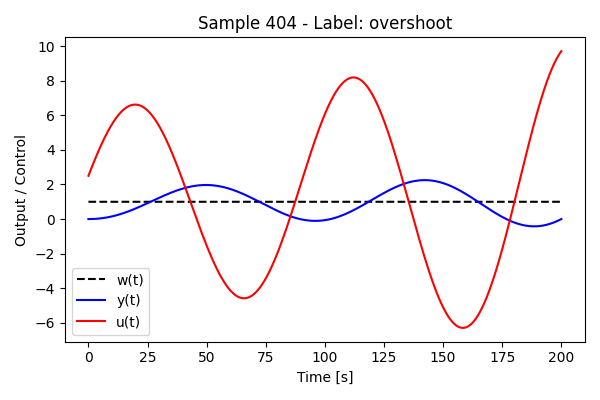 Sample 404 - Label: overshoot
Output / Control
10
8
6
4
2
0
−2
−4
−6
w(t)
y(t)
u(t)
0 25 50 75 100 125 150 175 200
Time [s]